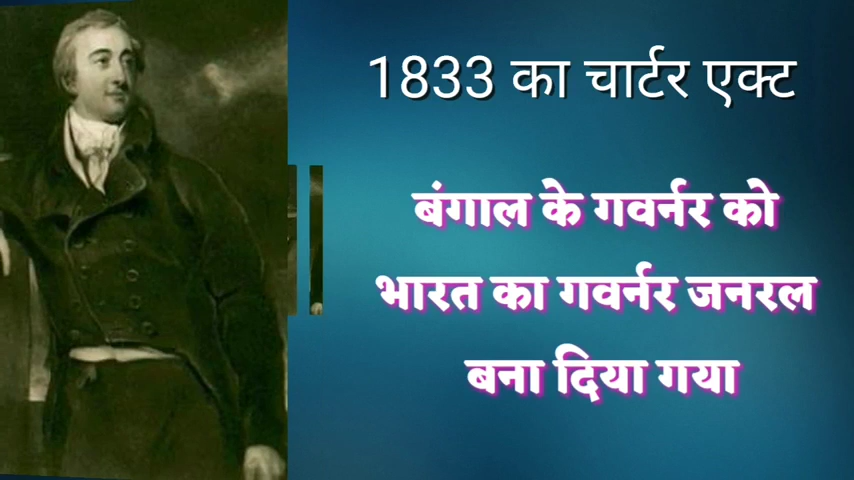 1833 का चार्टर एक्ट
बंगाल के गवर्नर को
भारत का गवर्नर जनरल
बना दिया गया